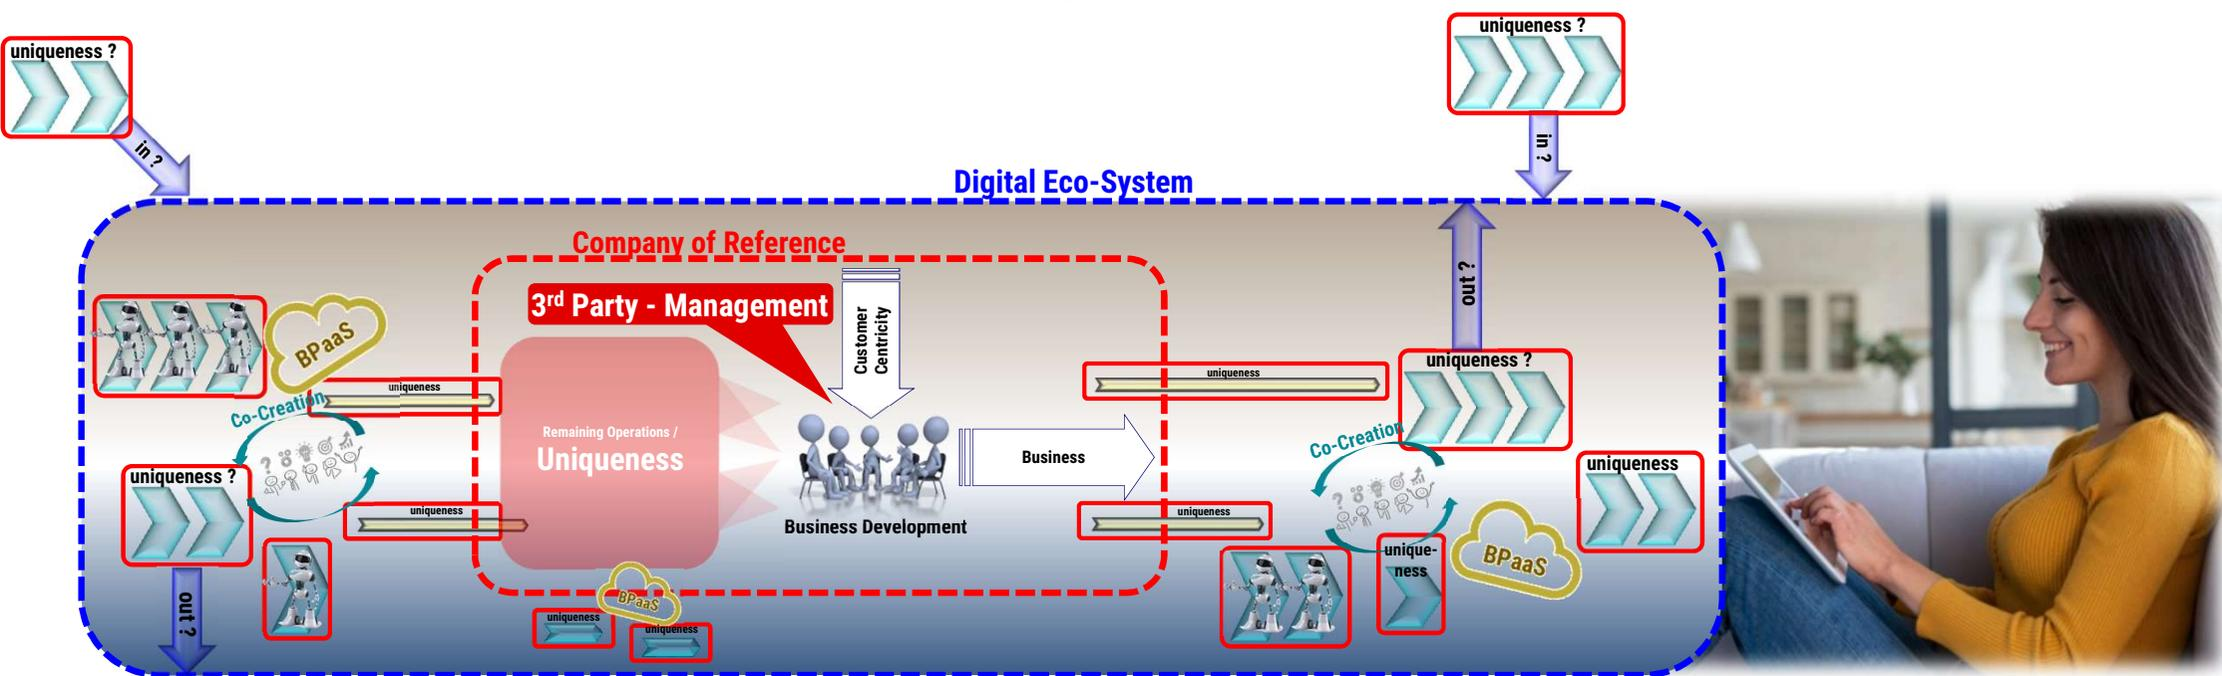 uniqueness ?
in ?
uniqueness ?
in ?
Digital Eco-System
Company of Reference
3rd Party - Management
Customer
Centricity
out ?
BPaaS
uniqueness
Co-Creation
uniqueness ?
uniqueness
out ?
Remaining Operations /
Uniqueness
Business Development
Business
BPaaS
uniqueness
uniqueness
uniqueness
uniqueness
uniqueness ?
Co-Creation
uniqueness
unique-
ness
BPaaS